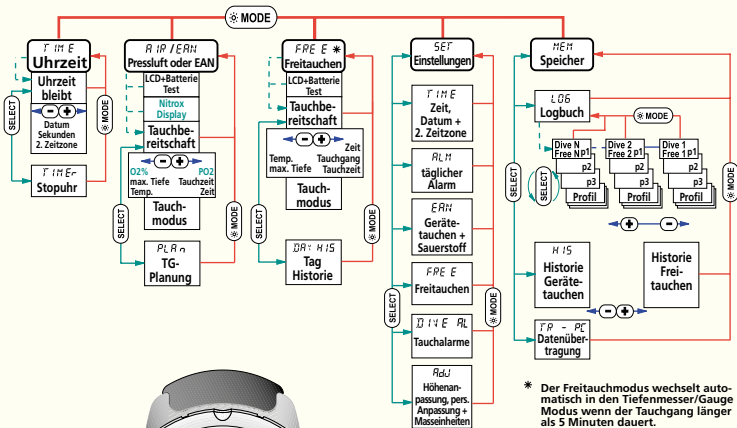 MODE
TIME
Uhrzeit
Uhrzeit
bleibt
- +
Datum
Sekunden
2. Zeitzone
SELECT
MODE
TIMEr
Stopuhr
AIR/EAN
Pressluft oder EAN
LCD+Batterie
Test
Nitrox
Display
Tauchbe-
reitschaft
- +
O2% PO2
max. Tiefe Tauchzeit
Temp. Zeit
Tauch-
modus
SELECT
MODE
PLAn
TG-
Planung
FREE *
Freitauchen
LCD+Batterie
Test
Tauchbe-
reitschaft
- +
Zeit
Temp. Tauchgang
max. Tiefe Tauchzeit
Tauch-
modus
SELECT
MODE
DAY HIS
Tag
Historie
SET
Einstellungen
TIME
Zeit,
Datum +
2. Zeitzone
ALM
täglicher
Alarm
EAN
Geräte-
tauchen +
Sauerstoff
FREE
Freitauchen
SELECT
MODE
DIVE AL
Tauchalarme
AdJ
Höhenan-
passung, pers.
Anpassung +
Masseinheiten
MEM
Speicher
LOG
Logbuch
MODE
Dive N Dive 2 Dive 1
Free N p1 Free 2 p1 Free 1 p1
p2 p2 p2
p3 p3 p3
Profil Profil Profil
SELECT
SELECT
MODE
+ -
HIS
Historie
Geräte-
tauchen
Historie
Frei-
tauchen
- +
TR - PC
Datenüber-
tragung
* Der Freitauchmodus wechselt auto-
matisch in den Tiefenmesser/Gauge
Modus wenn der Tauchgang länger
als 5 Minuten dauert.